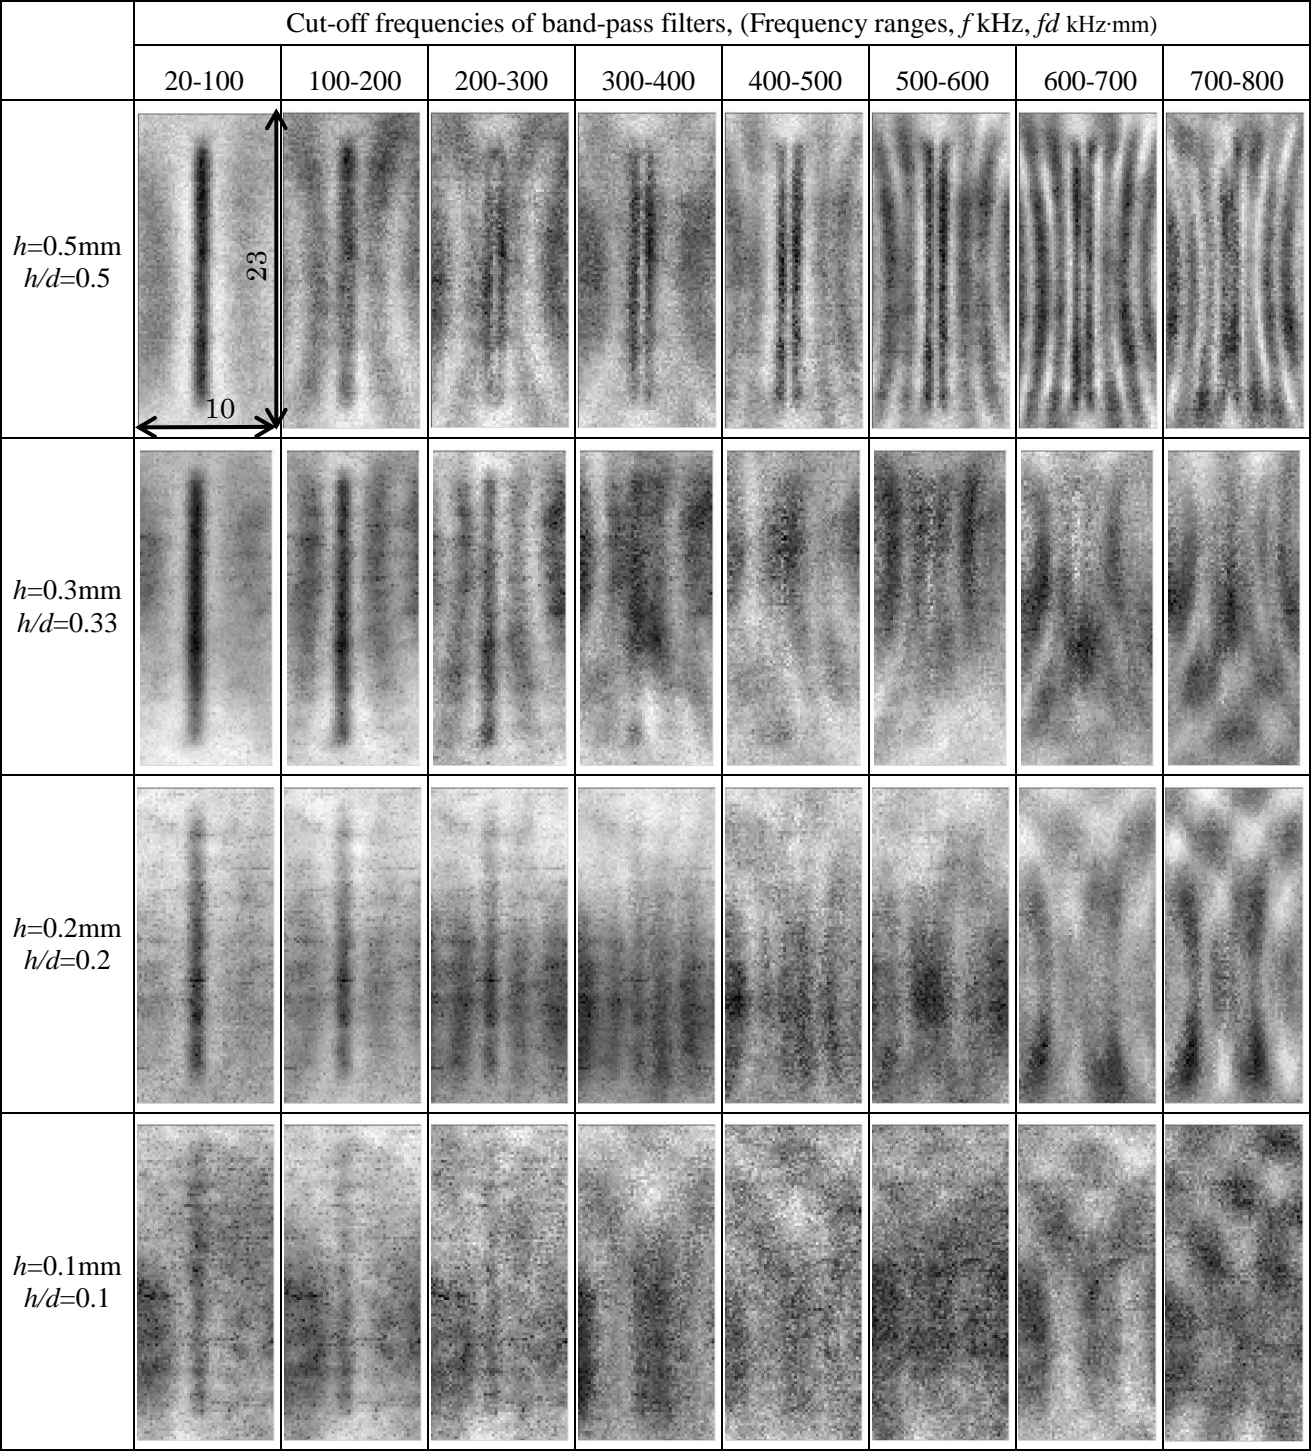 Cut-off frequencies of band-pass filters, (Frequency ranges, f kHz, fd kHz·mm)
20-100 100-200 200-300 300-400 400-500 500-600 600-700 700-800
h=0.5mm
h/d=0.5
23
10
h=0.3mm
h/d=0.33
h=0.2mm
h/d=0.2
h=0.1mm
h/d=0.1